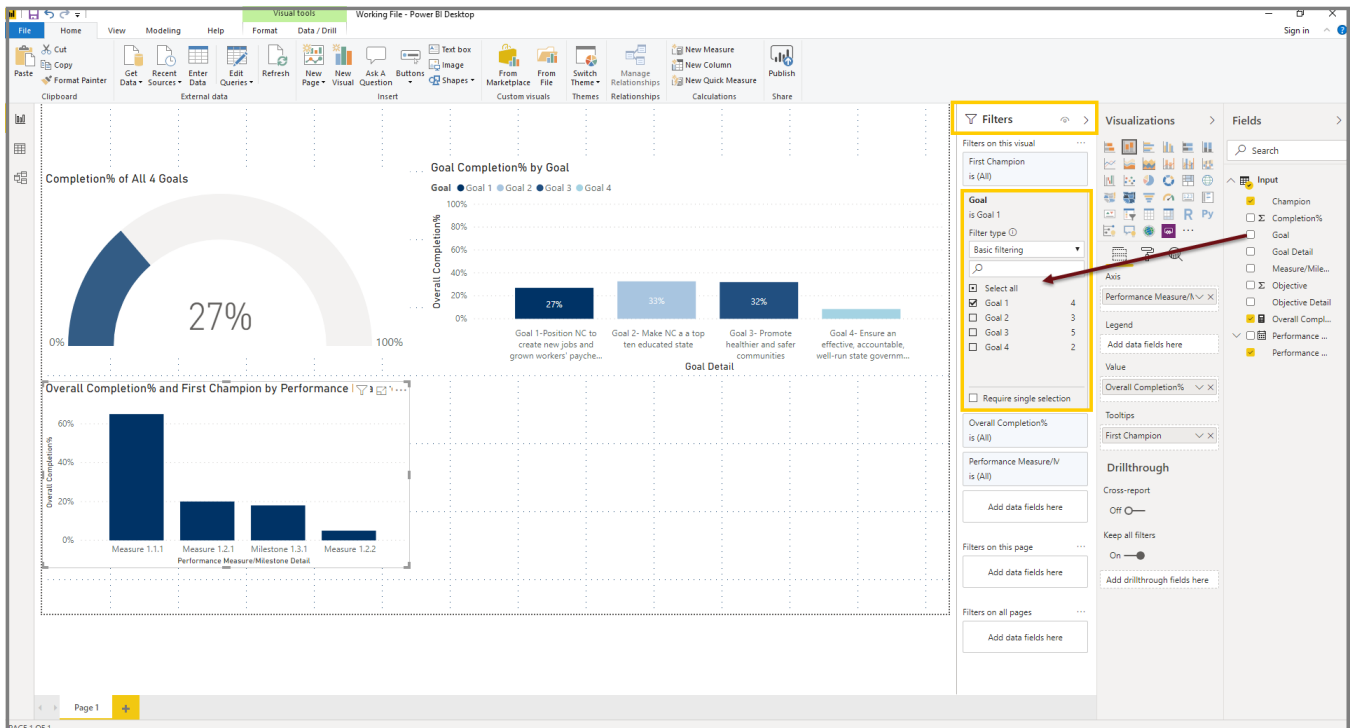 Visual tools
Working File - Power BI Desktop
File
Home
View
Modeling
Help
Format
Data / Drill
Sign in
Paste
Cut
Copy
Format Painter
Clipboard
Get Data
Recent Sources
Enter Data
Edit Queries
Refresh
External data
New Page
New Visual
Ask A Question
Buttons
Text box
Image
Shapes
Insert
From Marketplace
From File
Custom visuals
Switch Theme
Themes
Manage Relationships
Relationships
New Measure
New Column
New Quick Measure
Calculations
Publish
Share
Completion% of All 4 Goals
27%
0%
100%
Goal Completion% by Goal
Goal Goal 1 Goal 2 Goal 3 Goal 4
Overall Completion%
100%
80%
60%
40%
20%
0%
27%
33%
32%
Goal 1-Position NC to
create new jobs and
grown workers' payche...
Goal 2- Make NC a a top
ten educated state
Goal 3- Promote
healthier and safer
communities
Goal 4- Ensure an
effective, accountable,
well-run state governm...
Goal Detail
Overall Completion% and First Champion by Performance
Overall Completion%
60%
40%
20%
0%
Measure 1.1.1
Measure 1.2.1
Milestone 1.3.1
Measure 1.2.2
Performance Measure/Milestone Detail
Filters
Filters on this visual
First Champion
is (All)
Goal
is Goal 1
Filter type
Basic filtering
Select all
Goal 1 4
Goal 2 3
Goal 3 5
Goal 4 2
Require single selection
Overall Completion%
is (All)
Performance Measure/M
is (All)
Add data fields here
Filters on this page
Add data fields here
Filters on all pages
Add data fields here
Visualizations
R Py
Axis
Performance Measure/M
Legend
Add data fields here
Value
Overall Completion%
Tooltips
First Champion
Drillthrough
Cross-report
Off
Keep all filters
On
Add drillthrough fields here
Fields
Search
Input
Champion
Σ Completion%
Goal
Goal Detail
Measure/Mile...
Σ Objective
Objective Detail
Overall Compl...
Performance ...
Performance ...
Page 1
PAGE 1 OF 1